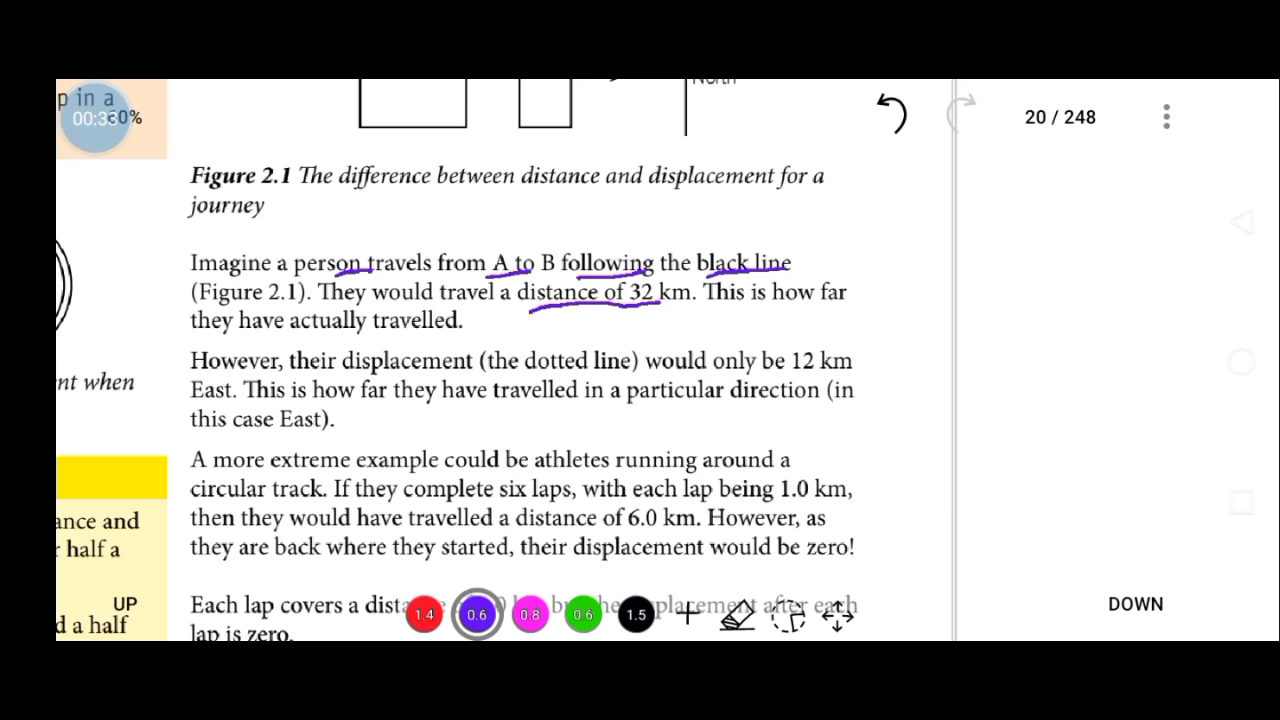 p in a
00:3 60%
North
20 / 248
Figure 2.1 The difference between distance and displacement for a
journey
Imagine a person travels from A to B following the black line
(Figure 2.1). They would travel a distance of 32 km. This is how far
they have actually travelled.
nt when
However, their displacement (the dotted line) would only be 12 km
East. This is how far they have travelled in a particular direction (in
this case East).
A more extreme example could be athletes running around a
circular track. If they complete six laps, with each lap being 1.0 km,
then they would have travelled a distance of 6.0 km. However, as
they are back where they started, their displacement would be zero!
ance and
r half a
UP
d a half
Each lap covers a dista after each
lap is zero.
1.4 0.6 0.8 0.6 1.5
DOWN